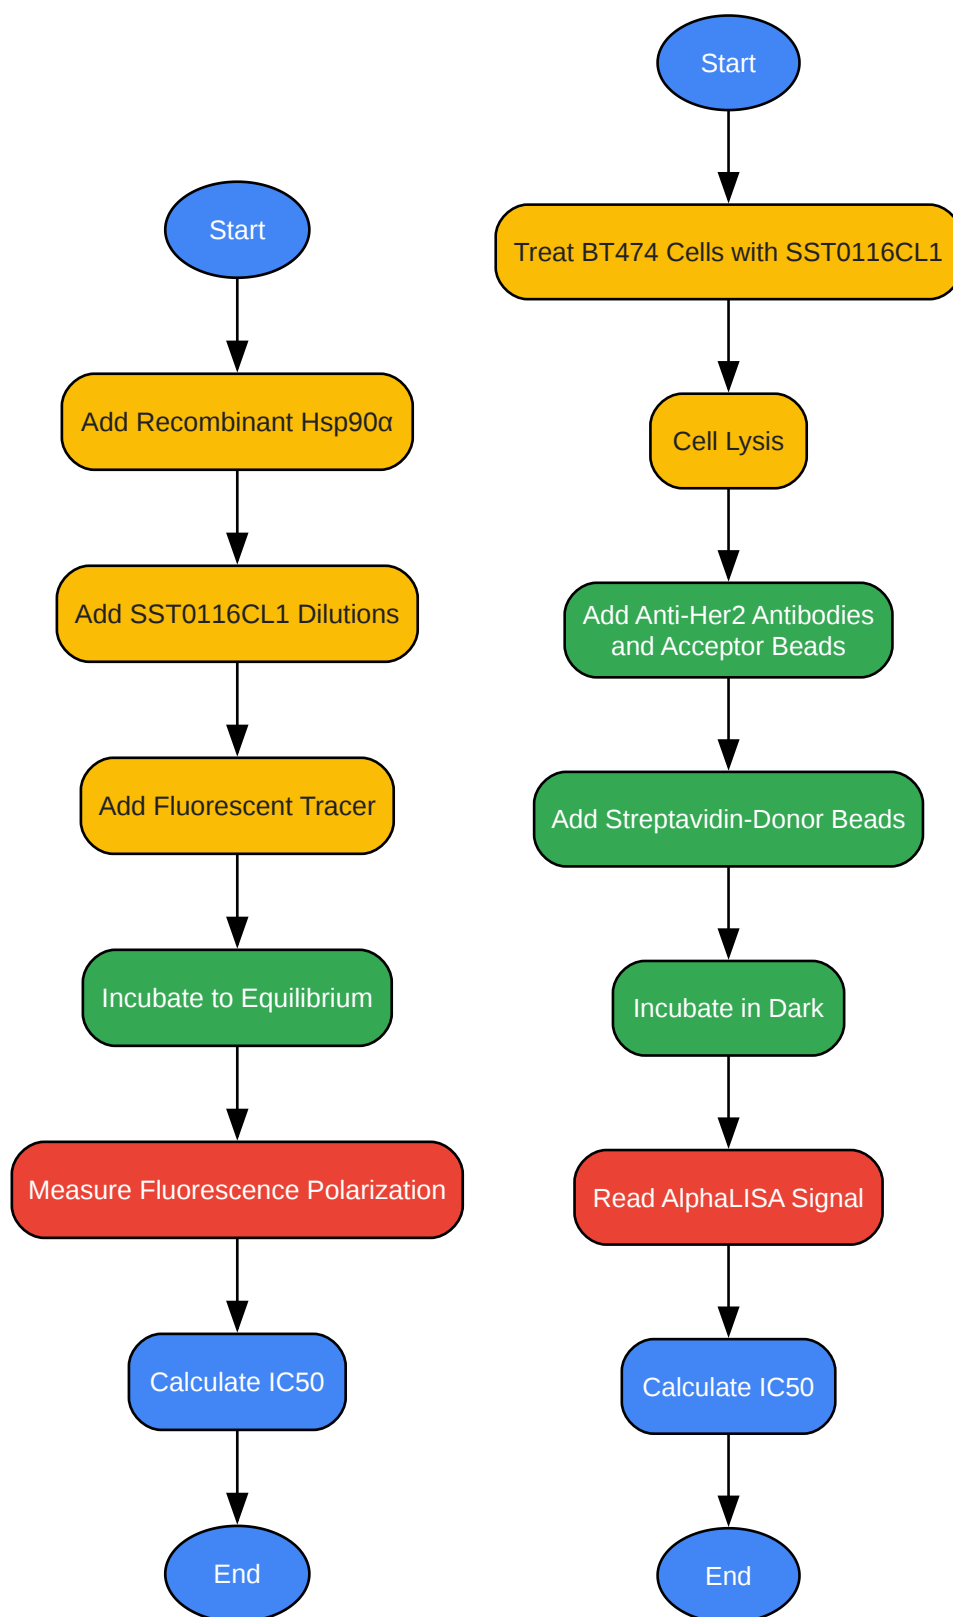 Start
Add Recombinant Hsp90α
Add SST0116CL1 Dilutions
Add Fluorescent Tracer
Incubate to Equilibrium
Measure Fluorescence Polarization
Calculate IC50
End
Start
Treat BT474 Cells with SST0116CL1
Cell Lysis
Add Anti-Her2 Antibodies
and Acceptor Beads
Add Streptavidin-Donor Beads
Incubate in Dark
Read AlphaLISA Signal
Calculate IC50
End